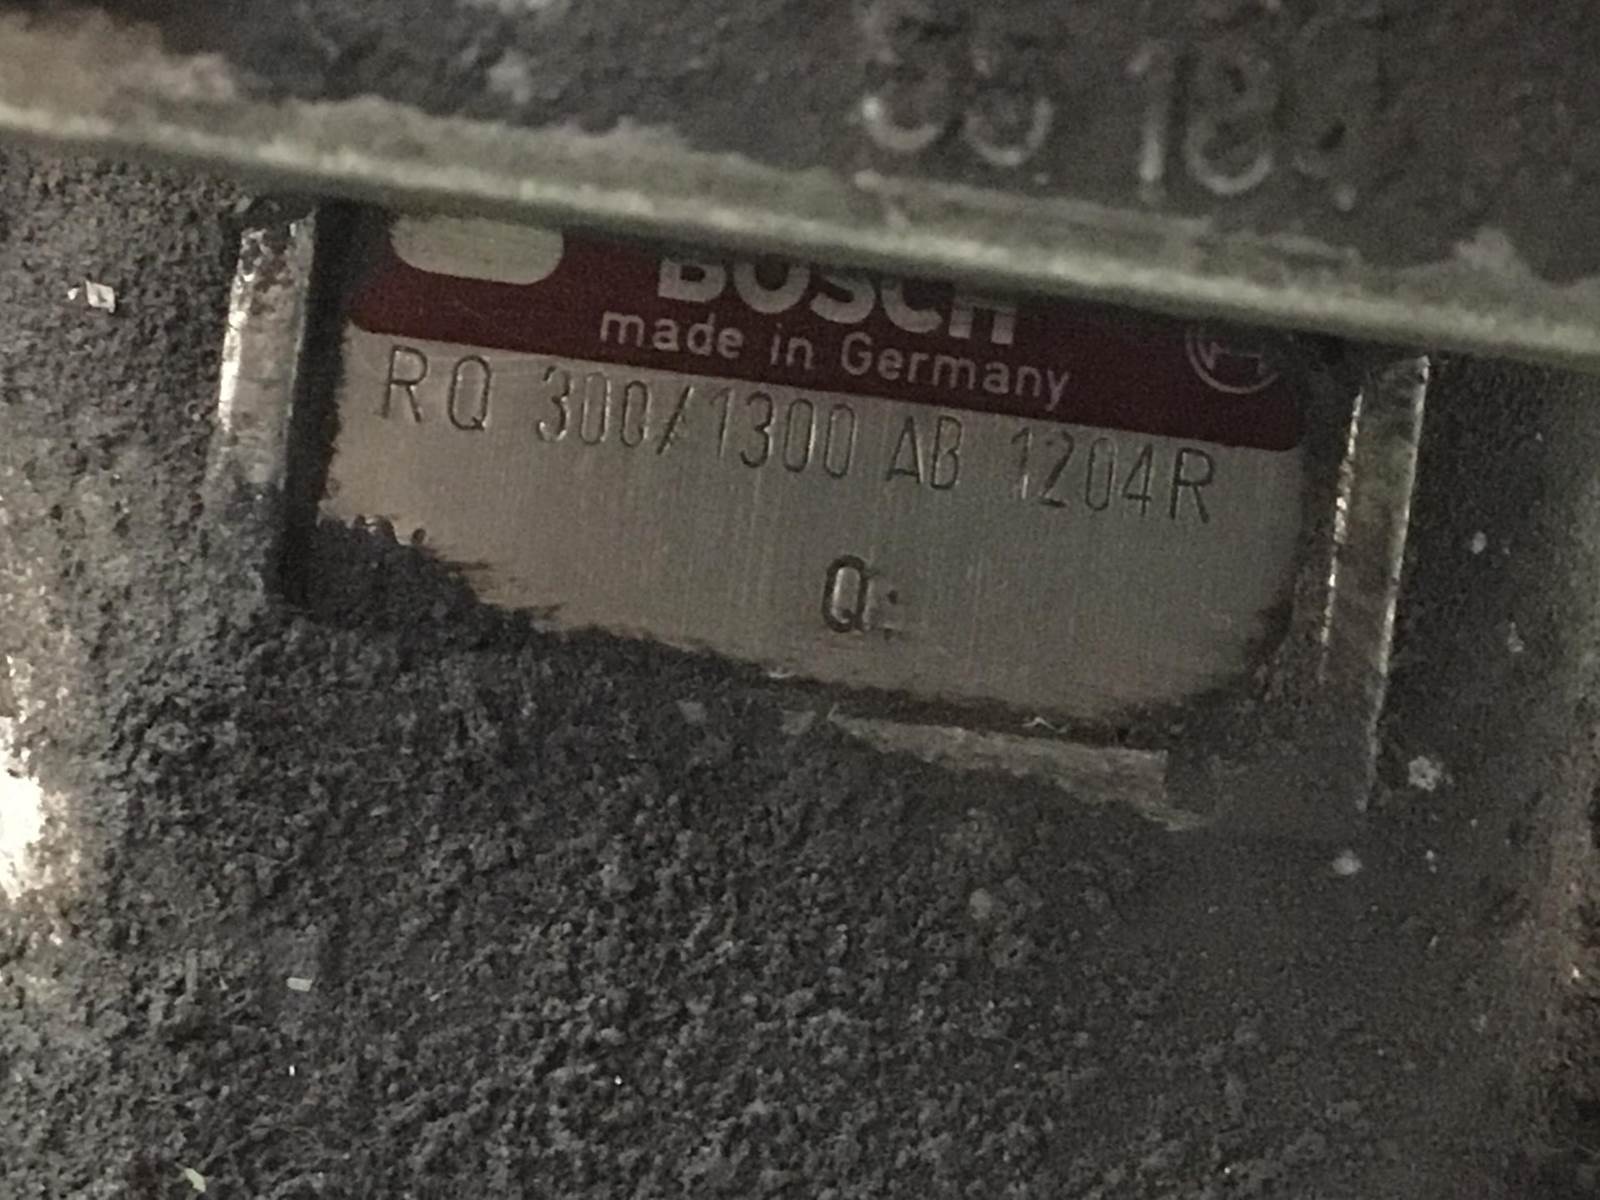 BOSCH
made in Germany
RQ 300/1300 AB 1204R
Q: